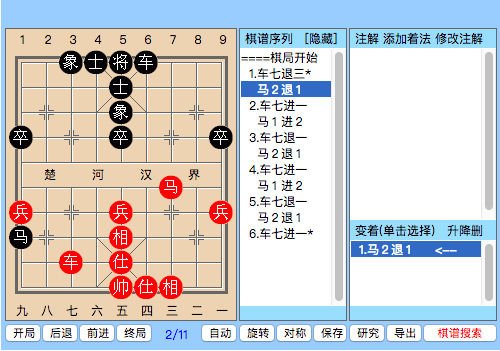 1 2 3 4 5 6 7 8 9
象 士 将 车
士
象
卒 卒 卒
楚 河 汉 界
马
兵 兵 兵
马 相
车 仕
帅 仕 相
九 八 七 六 五 四 三 二 一
棋谱序列 [隐藏]
====棋局开始
1.车七退三*
马２退１
2.车七进一
马１进２
3.车七退一
马２退１
4.车七进一
马１进２
5.车七退一
马２退１
6.车七进一*
注解 添加着法 修改注解
变着(单击选择) 升降删
1.马２退１ <--
开局 后退 前进 终局 2/11 自动 旋转 对称 保存 研究 导出 棋谱搜索